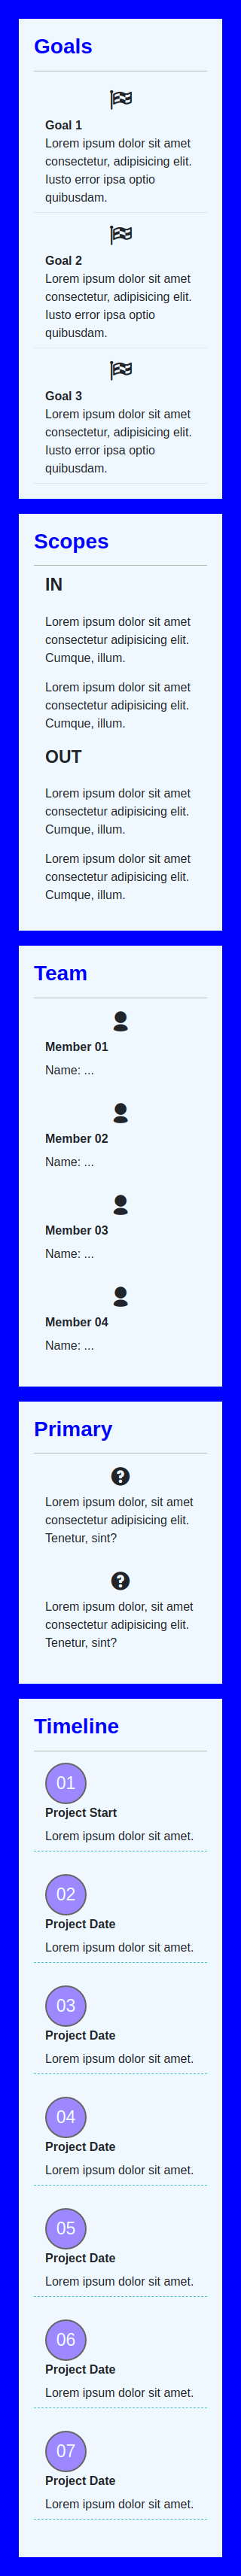 Goals
Goal 1
Lorem ipsum dolor sit amet
consectetur, adipisicing elit.
Iusto error ipsa optio
quibusdam.
Goal 2
Lorem ipsum dolor sit amet
consectetur, adipisicing elit.
Iusto error ipsa optio
quibusdam.
Goal 3
Lorem ipsum dolor sit amet
consectetur, adipisicing elit.
Iusto error ipsa optio
quibusdam.
Scopes
IN
Lorem ipsum dolor sit amet
consectetur adipisicing elit.
Cumque, illum.
Lorem ipsum dolor sit amet
consectetur adipisicing elit.
Cumque, illum.
OUT
Lorem ipsum dolor sit amet
consectetur adipisicing elit.
Cumque, illum.
Lorem ipsum dolor sit amet
consectetur adipisicing elit.
Cumque, illum.
Team
Member 01
Name: ...
Member 02
Name: ...
Member 03
Name: ...
Member 04
Name: ...
Primary
Lorem ipsum dolor, sit amet
consectetur adipisicing elit.
Tenetur, sint?
Lorem ipsum dolor, sit amet
consectetur adipisicing elit.
Tenetur, sint?
Timeline
01
Project Start
Lorem ipsum dolor sit amet.
02
Project Date
Lorem ipsum dolor sit amet.
03
Project Date
Lorem ipsum dolor sit amet.
04
Project Date
Lorem ipsum dolor sit amet.
05
Project Date
Lorem ipsum dolor sit amet.
06
Project Date
Lorem ipsum dolor sit amet.
07
Project Date
Lorem ipsum dolor sit amet.